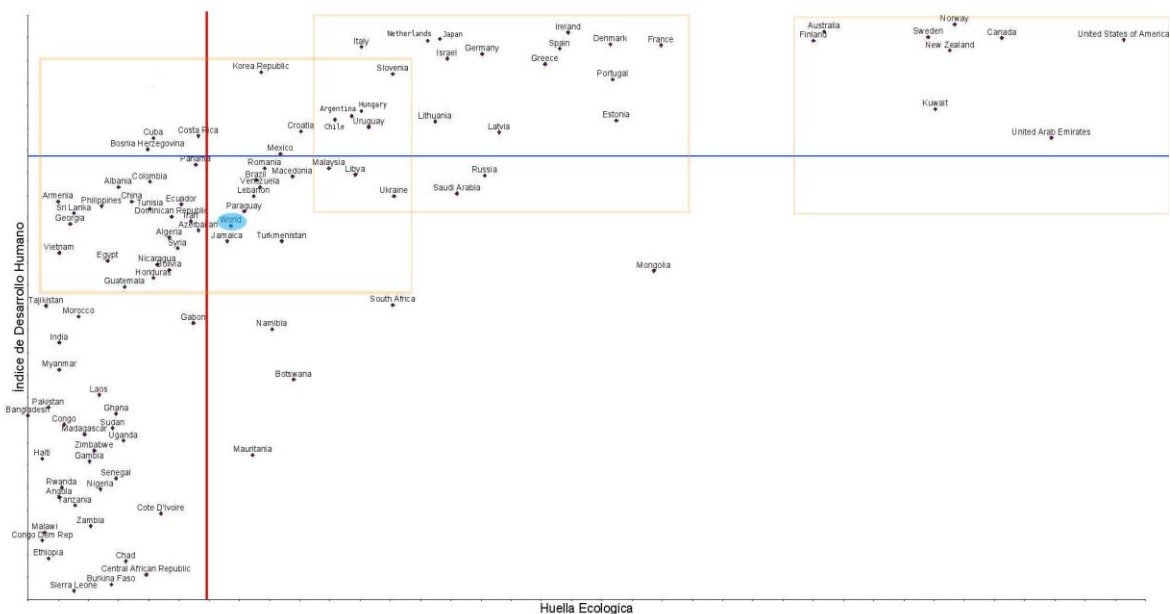 Norway
Australia
Ireland
Sweden
Canada
United States of America
Finland
New Zealand
Netherlands
Japan
Italy
Germany
Spain
Denmark
France
Israel
Greece
Korea Republic
Slovenia
Portugal
Kuwait
Argentina
Hungary
Chile
Uruguay
Lithuania
Estonia
Latvia
United Arab Emirates
Cuba
Costa Rica
Croatia
Bosnia Herzegovina
Mexico
Panama
Romania
Malaysia
Libya
Russia
Brazil
Macedonia
Colombia
Venezuela
Albania
Lebanon
Ukraine
Saudi Arabia
Armenia
China
Ecuador
Sri Lanka
Philippines
Tunisia
Paraguay
Georgia
Dominican Republic
Iran
World
Azerbaijan
Algeria
Jamaica
Turkmenistan
Syria
Vietnam
Egypt
Nicaragua
Bolivia
Mongolia
Honduras
Guatemala
Tajikistan
South Africa
Morocco
Gabon
Namibia
India
Myanmar
Botswana
Laos
Pakistan
Bangladesh
Ghana
Congo
Sudan
Madagascar
Uganda
Zimbabwe
Haiti
Gambia
Mauritania
Senegal
Rwanda
Nigeria
Angola
Tanzania
Cote D'Ivoire
Zambia
Malawi
Congo Dem Rep
Ethiopia
Chad
Central African Republic
Burkina Faso
Sierra Leone
Índice de Desarrollo Humano
Huella Ecologica